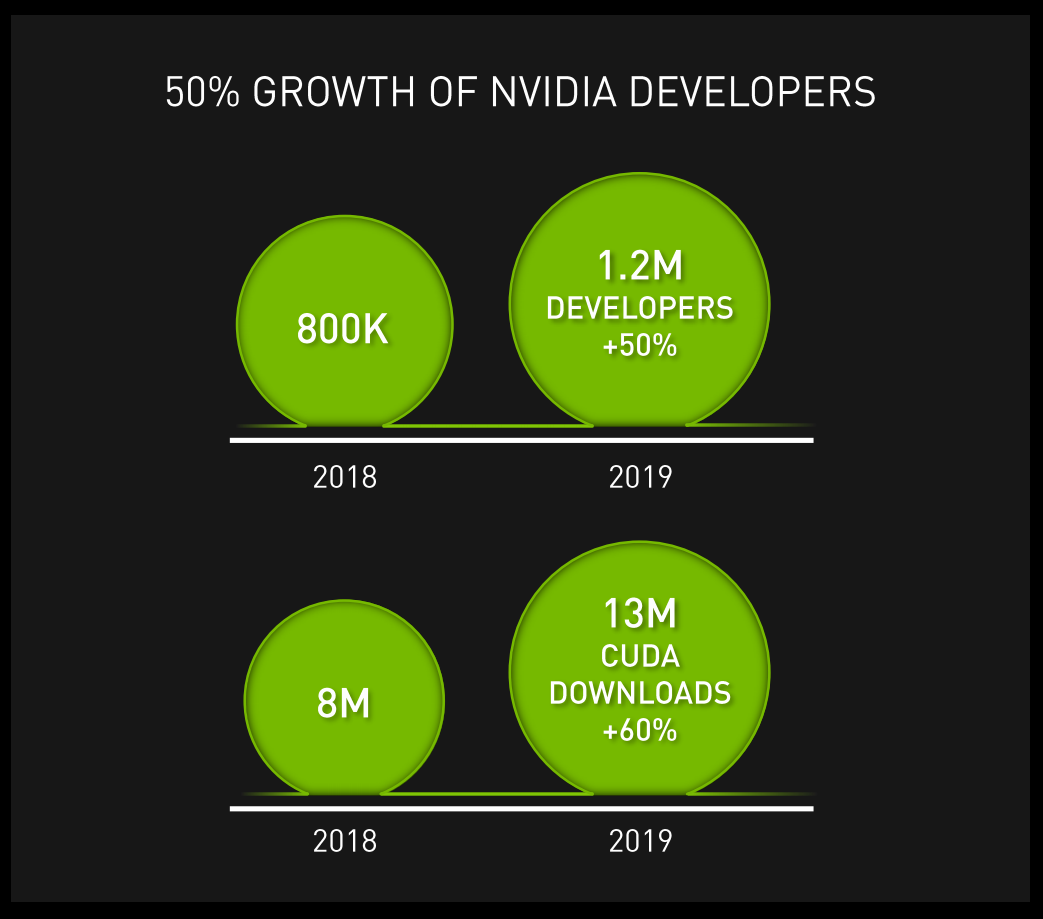 50% GROWTH OF NVIDIA DEVELOPERS
800K
1.2M
DEVELOPERS
+50%
2018
2019
8M
13M
CUDA
DOWNLOADS
+60%
2018
2019